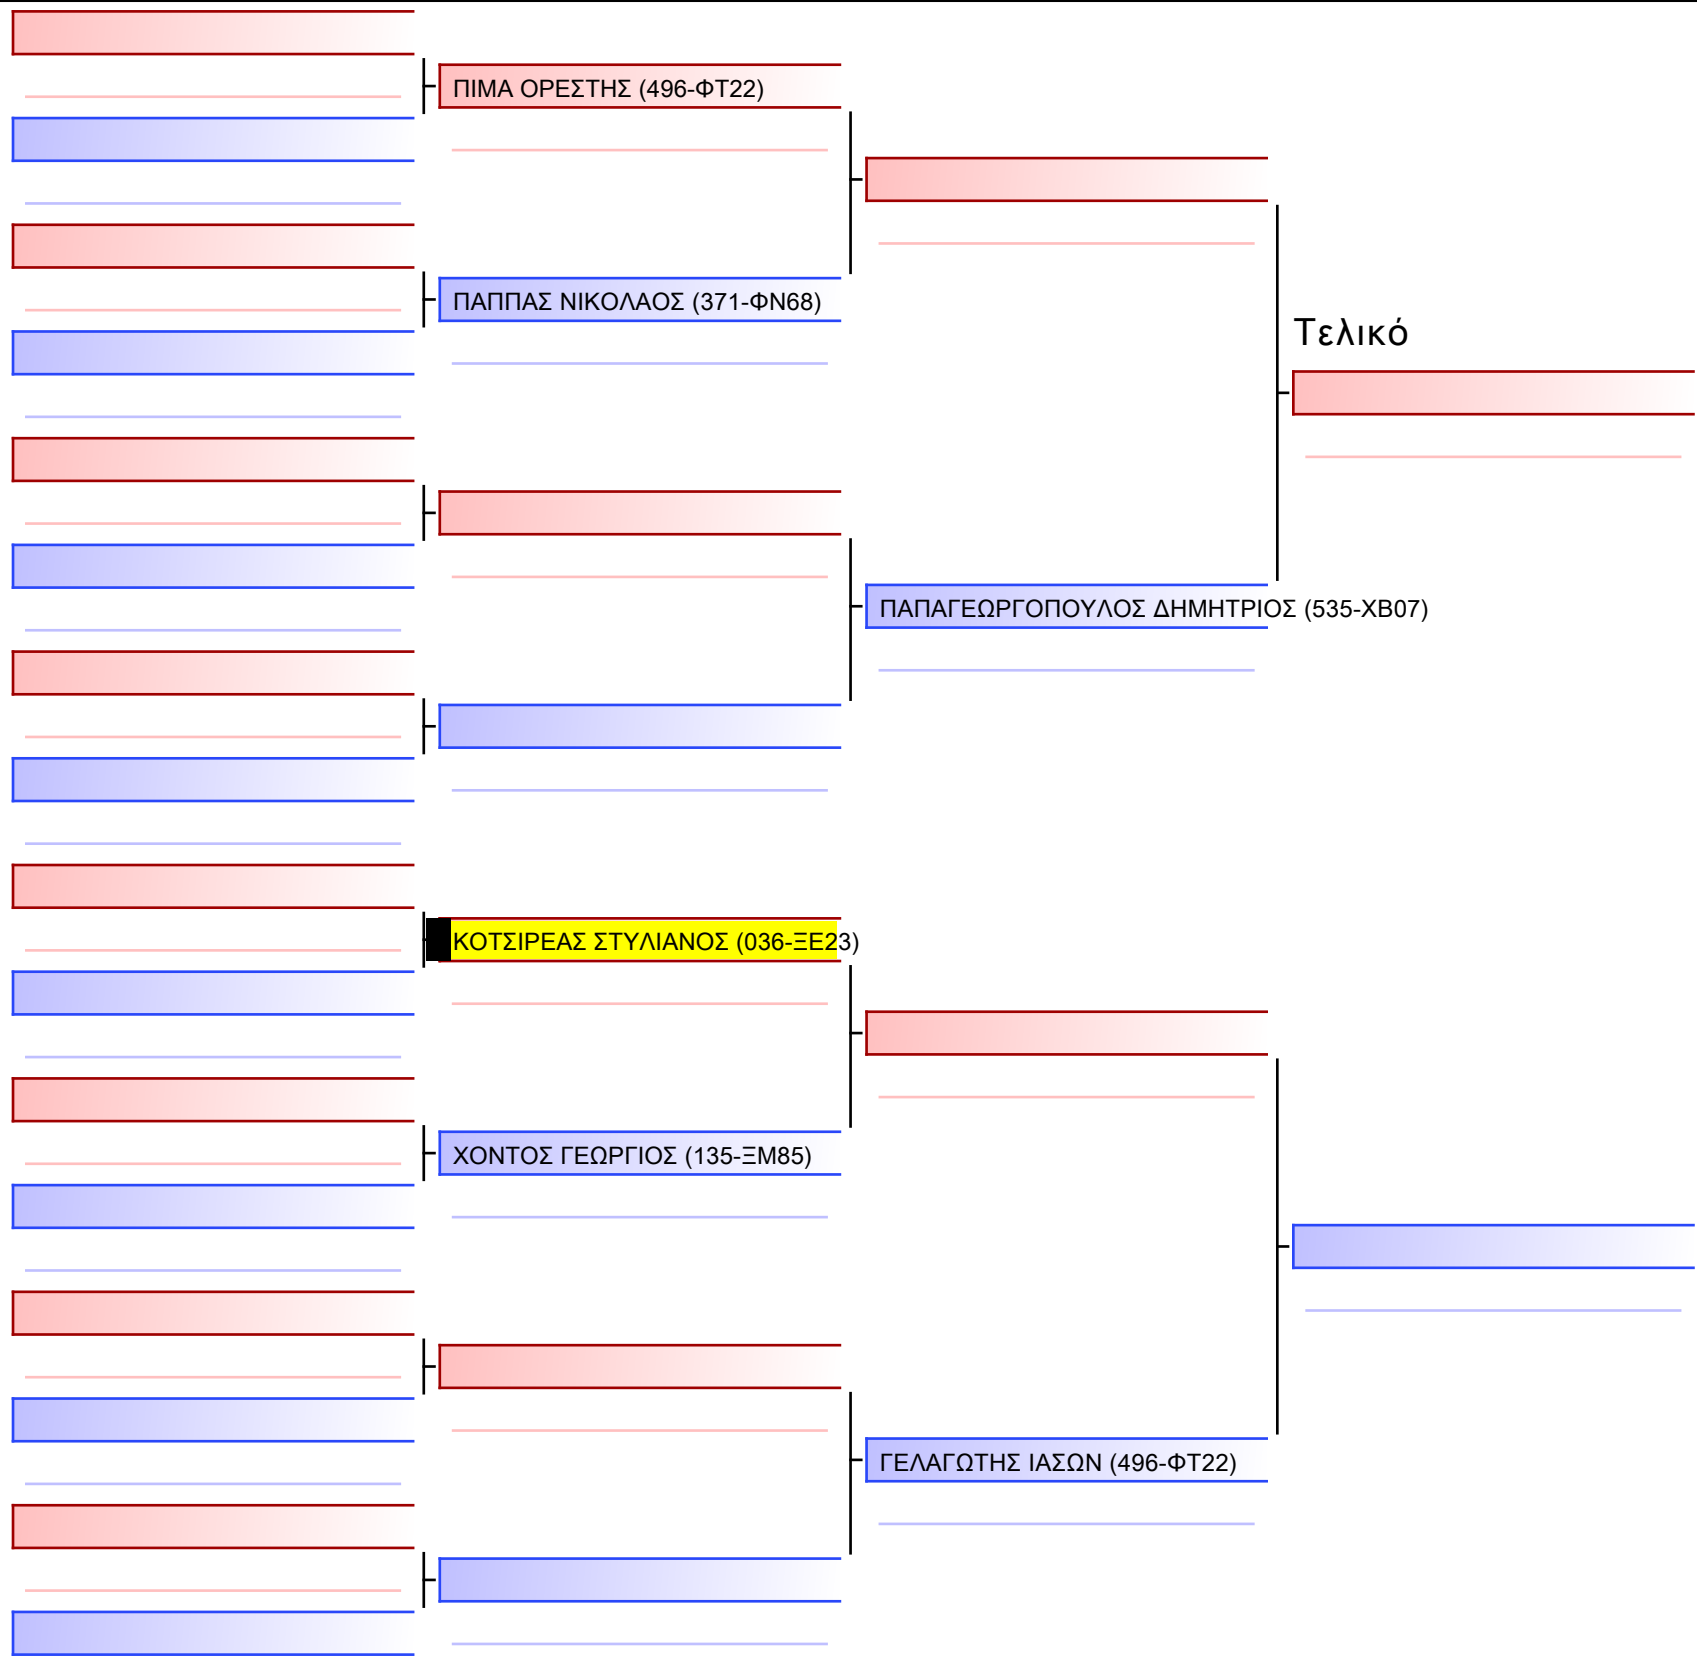 ΠΙΜΑ ΟΡΕΣΤΗΣ (496-ΦΤ22)
ΠΑΠΠΑΣ ΝΙΚΟΛΑΟΣ (371-ΦΝ68)
Τελικό
ΠΑΠΑΓΕΩΡΓΟΠΟΥΛΟΣ ΔΗΜΗΤΡΙΟΣ (535-ΧΒ07)
ΚΟΤΣΙΡΕΑΣ ΣΤΥΛΙΑΝΟΣ (036-ΞΕ23)
ΧΟΝΤΟΣ ΓΕΩΡΓΙΟΣ (135-ΞΜ85)
ΓΕΛΑΓΩΤΗΣ ΙΑΣΩΝ (496-ΦΤ22)